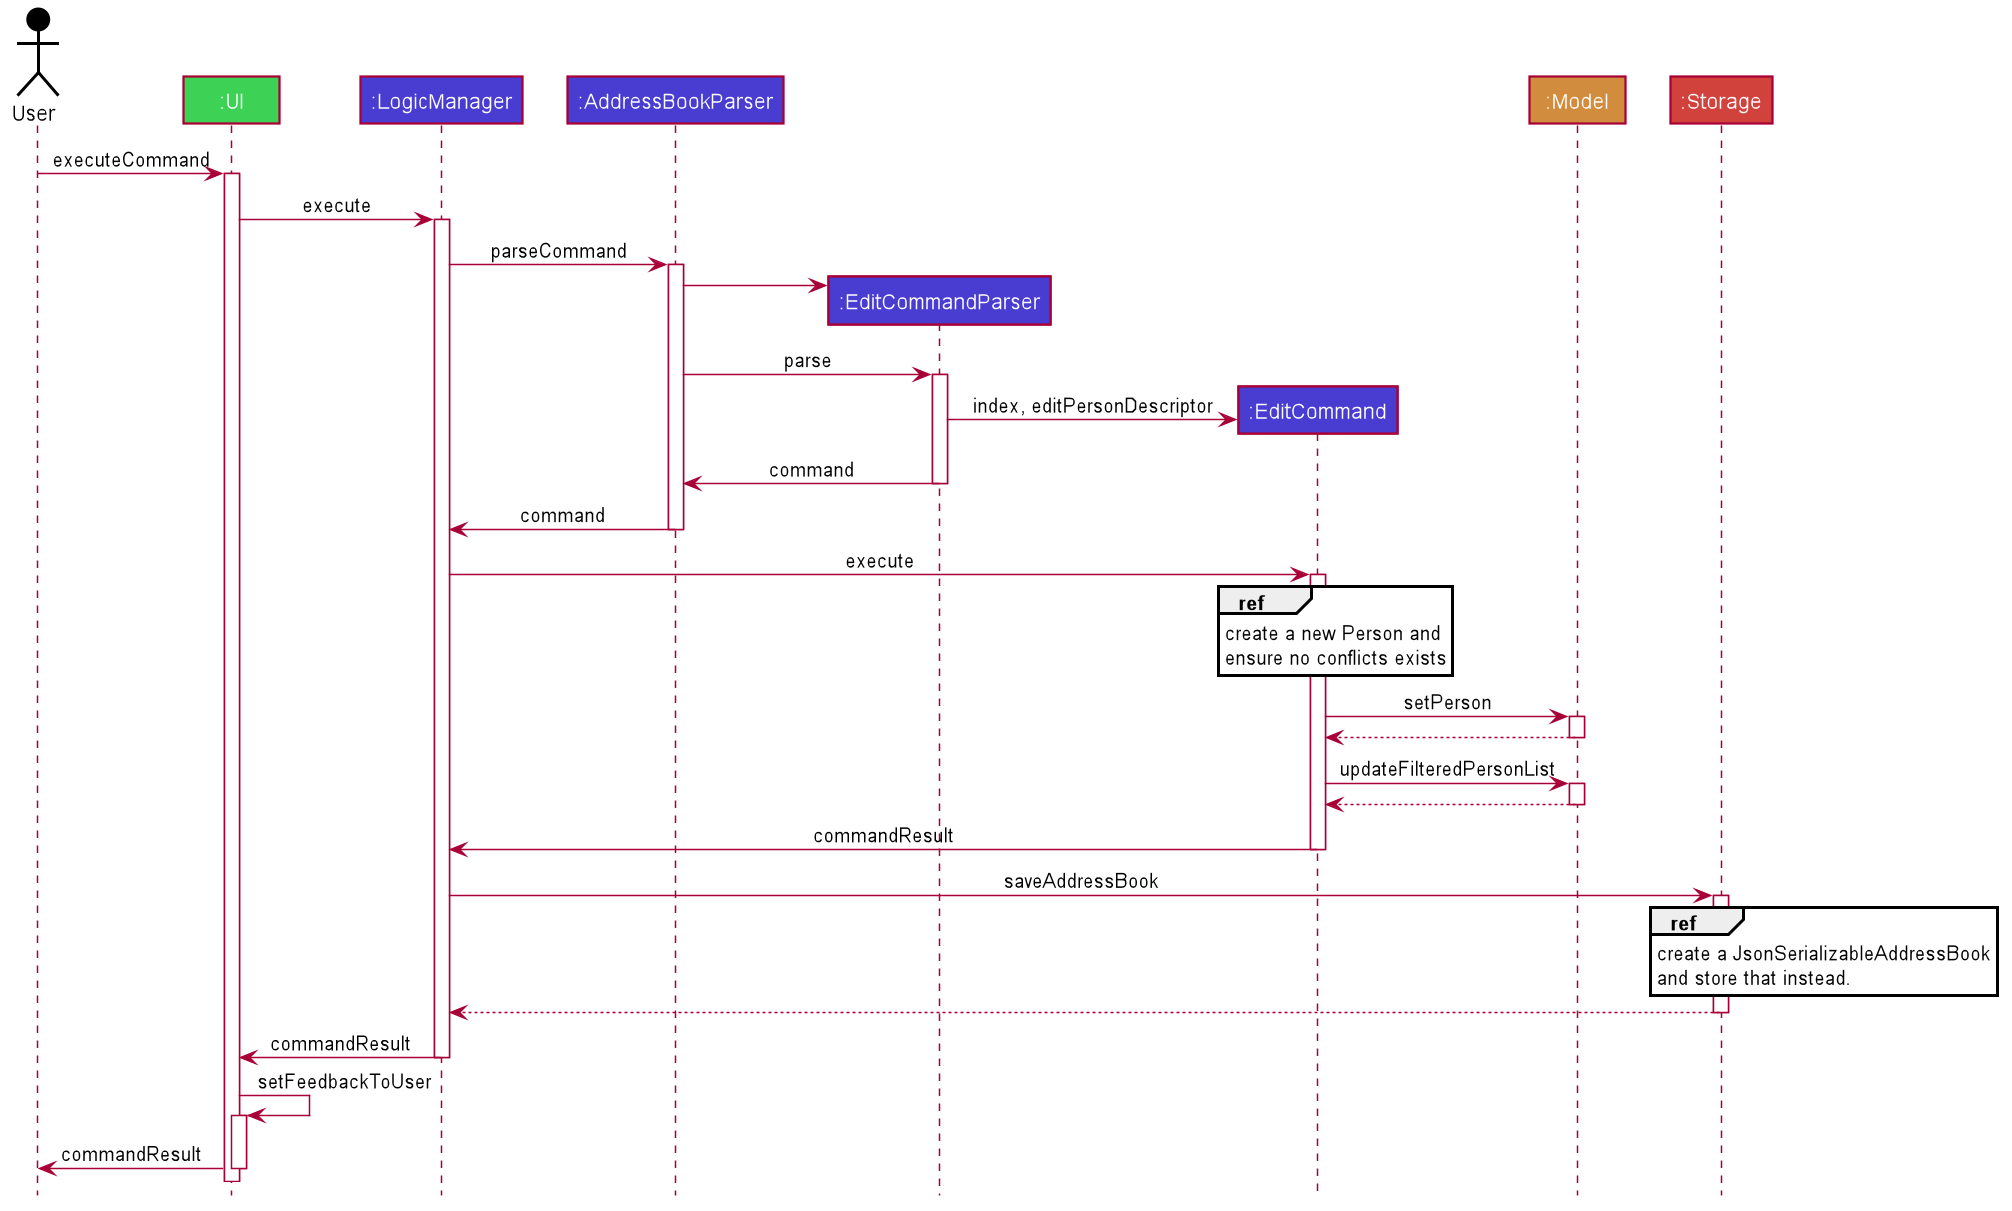 User
:UI
:LogicManager
:AddressBookParser
:Model
:Storage
executeCommand
execute
parseCommand
:EditCommandParser
parse
index, editPersonDescriptor
:EditCommand
command
command
execute
ref
create a new Person and
ensure no conflicts exists
setPerson
updateFilteredPersonList
commandResult
saveAddressBook
ref
create a JsonSerializableAddressBook
and store that instead.
commandResult
setFeedbackToUser
commandResult